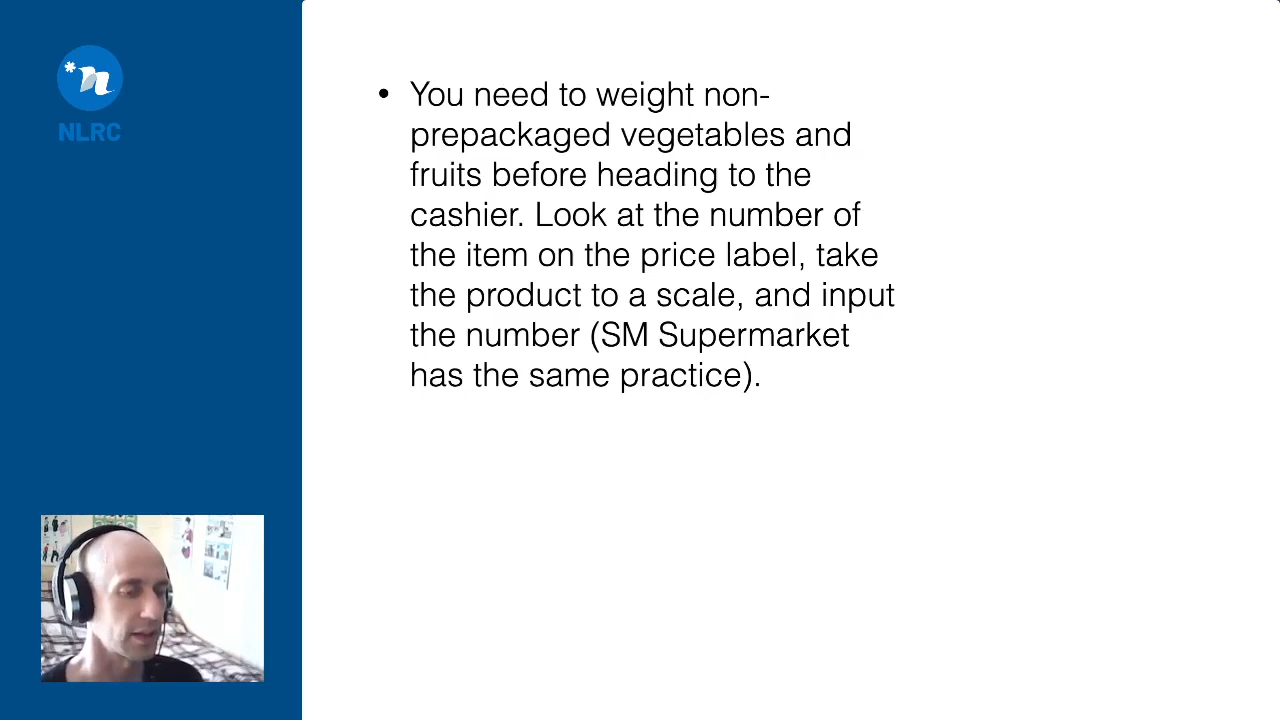 NLRC
• You need to weight non-
prepackaged vegetables and
fruits before heading to the
cashier. Look at the number of
the item on the price label, take
the product to a scale, and input
the number (SM Supermarket
has the same practice).